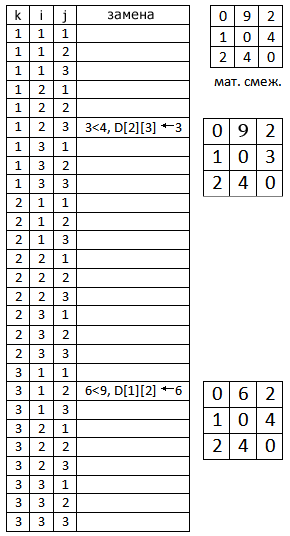 k i j замена
1 1 1
1 1 2
1 1 3
1 2 1
1 2 2
1 2 3 3<4, D[2][3] ←3
1 3 1
1 3 2
1 3 3
2 1 1
2 1 2
2 1 3
2 2 1
2 2 2
2 2 3
2 3 1
2 3 2
2 3 3
3 1 1
3 1 2 6<9, D[1][2] ←6
3 1 3
3 2 1
3 2 2
3 2 3
3 3 1
3 3 2
3 3 3
0 9 2
1 0 4
2 4 0
мат. смеж.
0 9 2
1 0 3
2 4 0
0 6 2
1 0 4
2 4 0